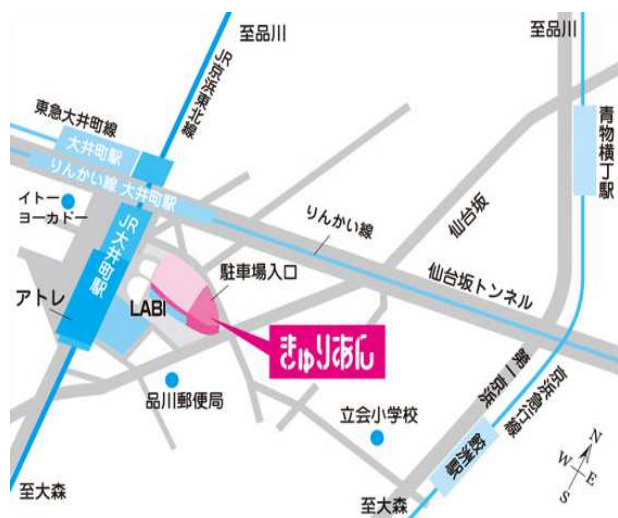 至品川
至品川
JR京浜東北線
東急大井町線
大井町駅
りんかい線 大井町駅
青物横丁駅
イトー
ヨーカドー
JR大井町駅
りんかい線
仙台坂
駐車場入口
仙台坂トンネル
アトレ
LABI
きゅりあん
第一京浜
京浜急行線
品川郵便局
立会小学校
鮫洲駅
N
W
E
S
至大森
至大森